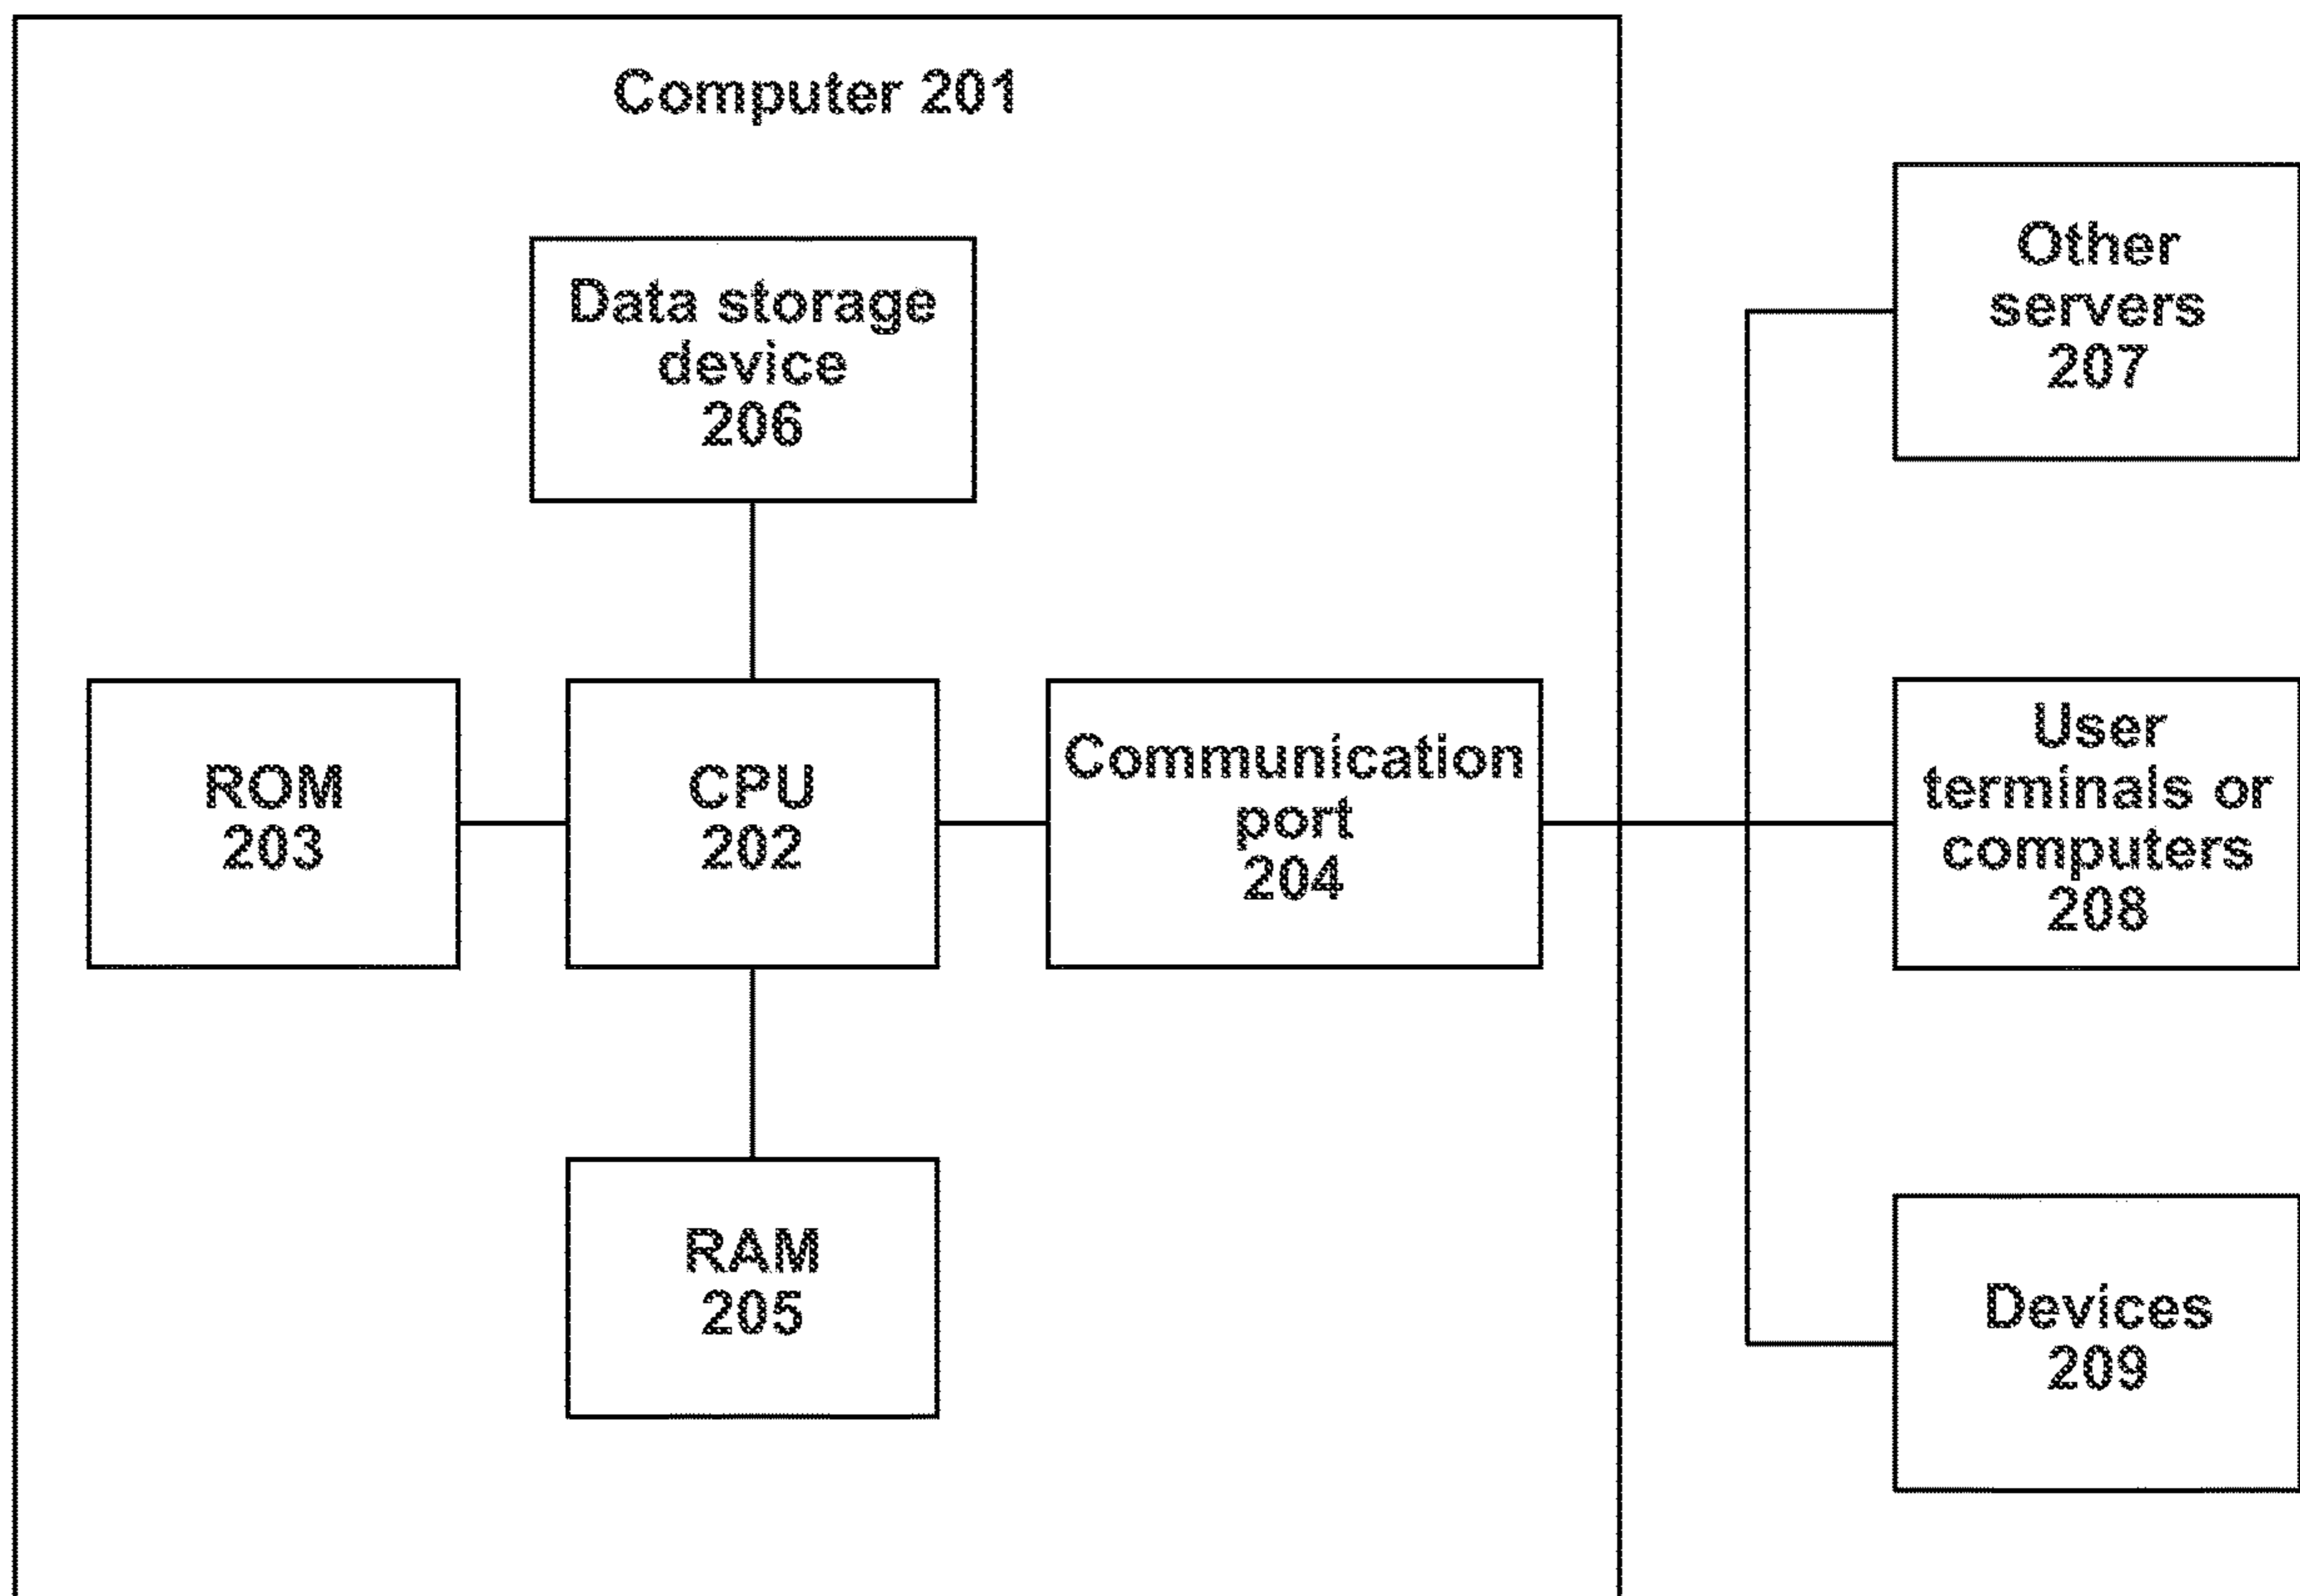 Computer 201
Data storage
device
206
Other
servers
207
ROM
203
CPU
202
Communication
port
204
User
terminals or
computers
208
RAM
205
Devices
209